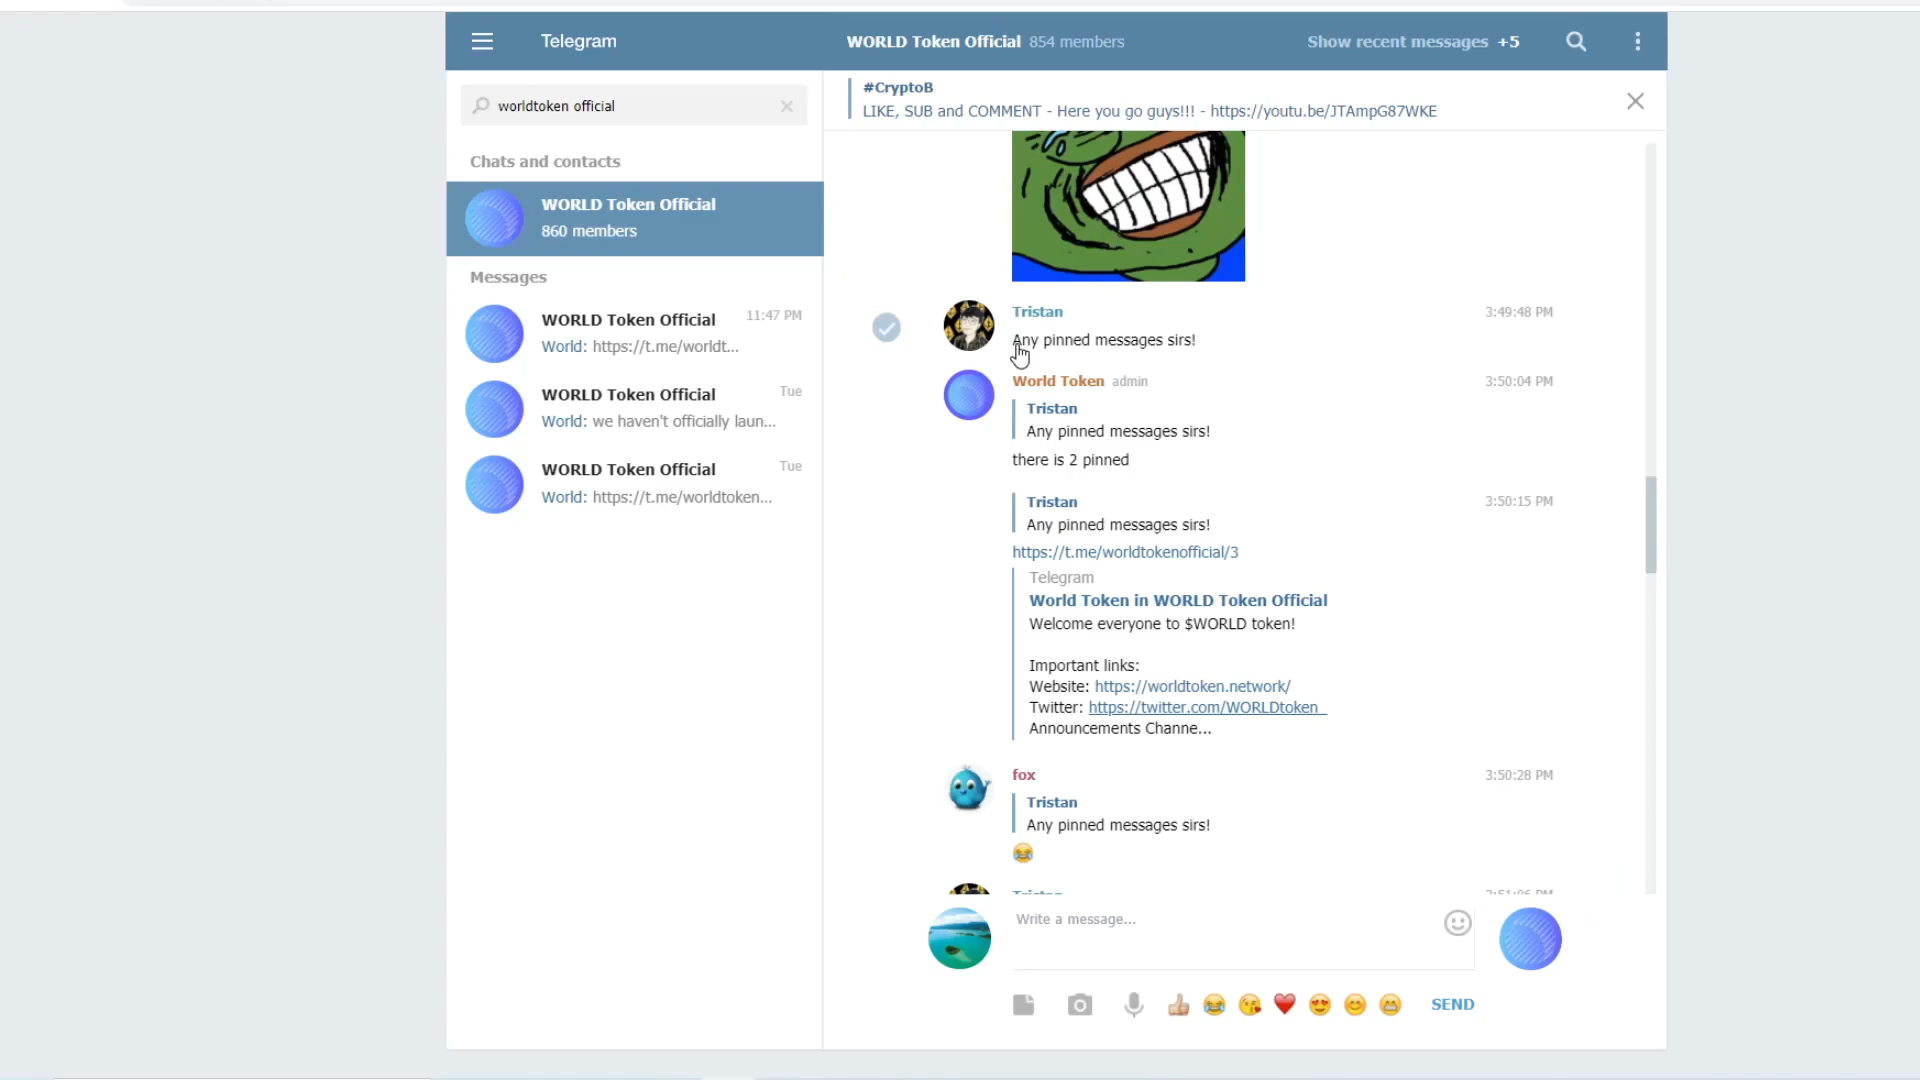 Telegram
WORLD Token Official 854 members
Show recent messages +5
worldtoken official
#CryptoB
LIKE, SUB and COMMENT - Here you go guys!!! - https://youtu.be/JTAmpG87WKE
Chats and contacts
WORLD Token Official
860 members
Messages
WORLD Token Official 11:47 PM
World: https://t.me/worldt...
WORLD Token Official Tue
World: we haven't officially laun...
WORLD Token Official Tue
World: https://t.me/worldtoken...
Tristan 3:49:48 PM
Any pinned messages sirs!
World Token admin 3:50:04 PM
Tristan
Any pinned messages sirs!
there is 2 pinned
Tristan 3:50:15 PM
Any pinned messages sirs!
https://t.me/worldtokenofficial/3
Telegram
World Token in WORLD Token Official
Welcome everyone to $WORLD token!
Important links:
Website: https://worldtoken.network/
Twitter: https://twitter.com/WORLDtoken_
Announcements Channe...
fox 3:50:28 PM
Tristan
Any pinned messages sirs!
Write a message...
SEND